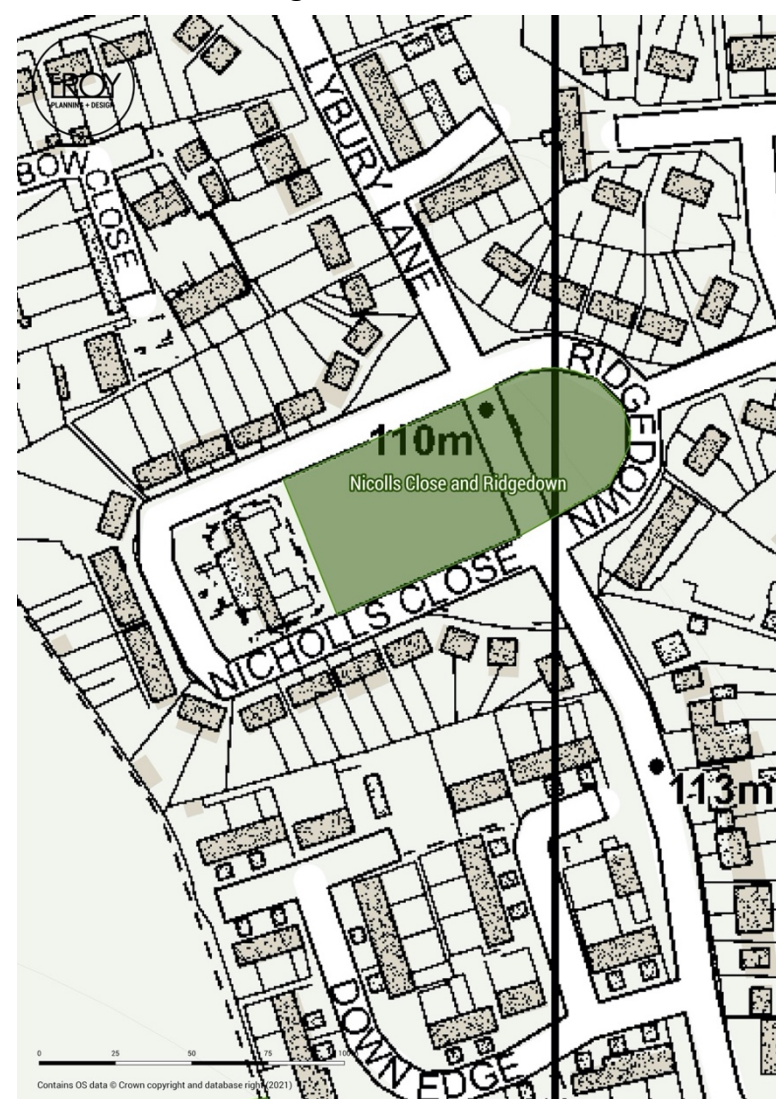 TROY
PLANNING + DESIGN
LYBURY LANE
BOW CLOSE
RIDGEDOWN
110m
Nicolls Close and Ridgedown
NICHOLLS CLOSE
113m
DOWN EDGE
0 25 50 75 100
Contains OS data © Crown copyright and database right (2021)